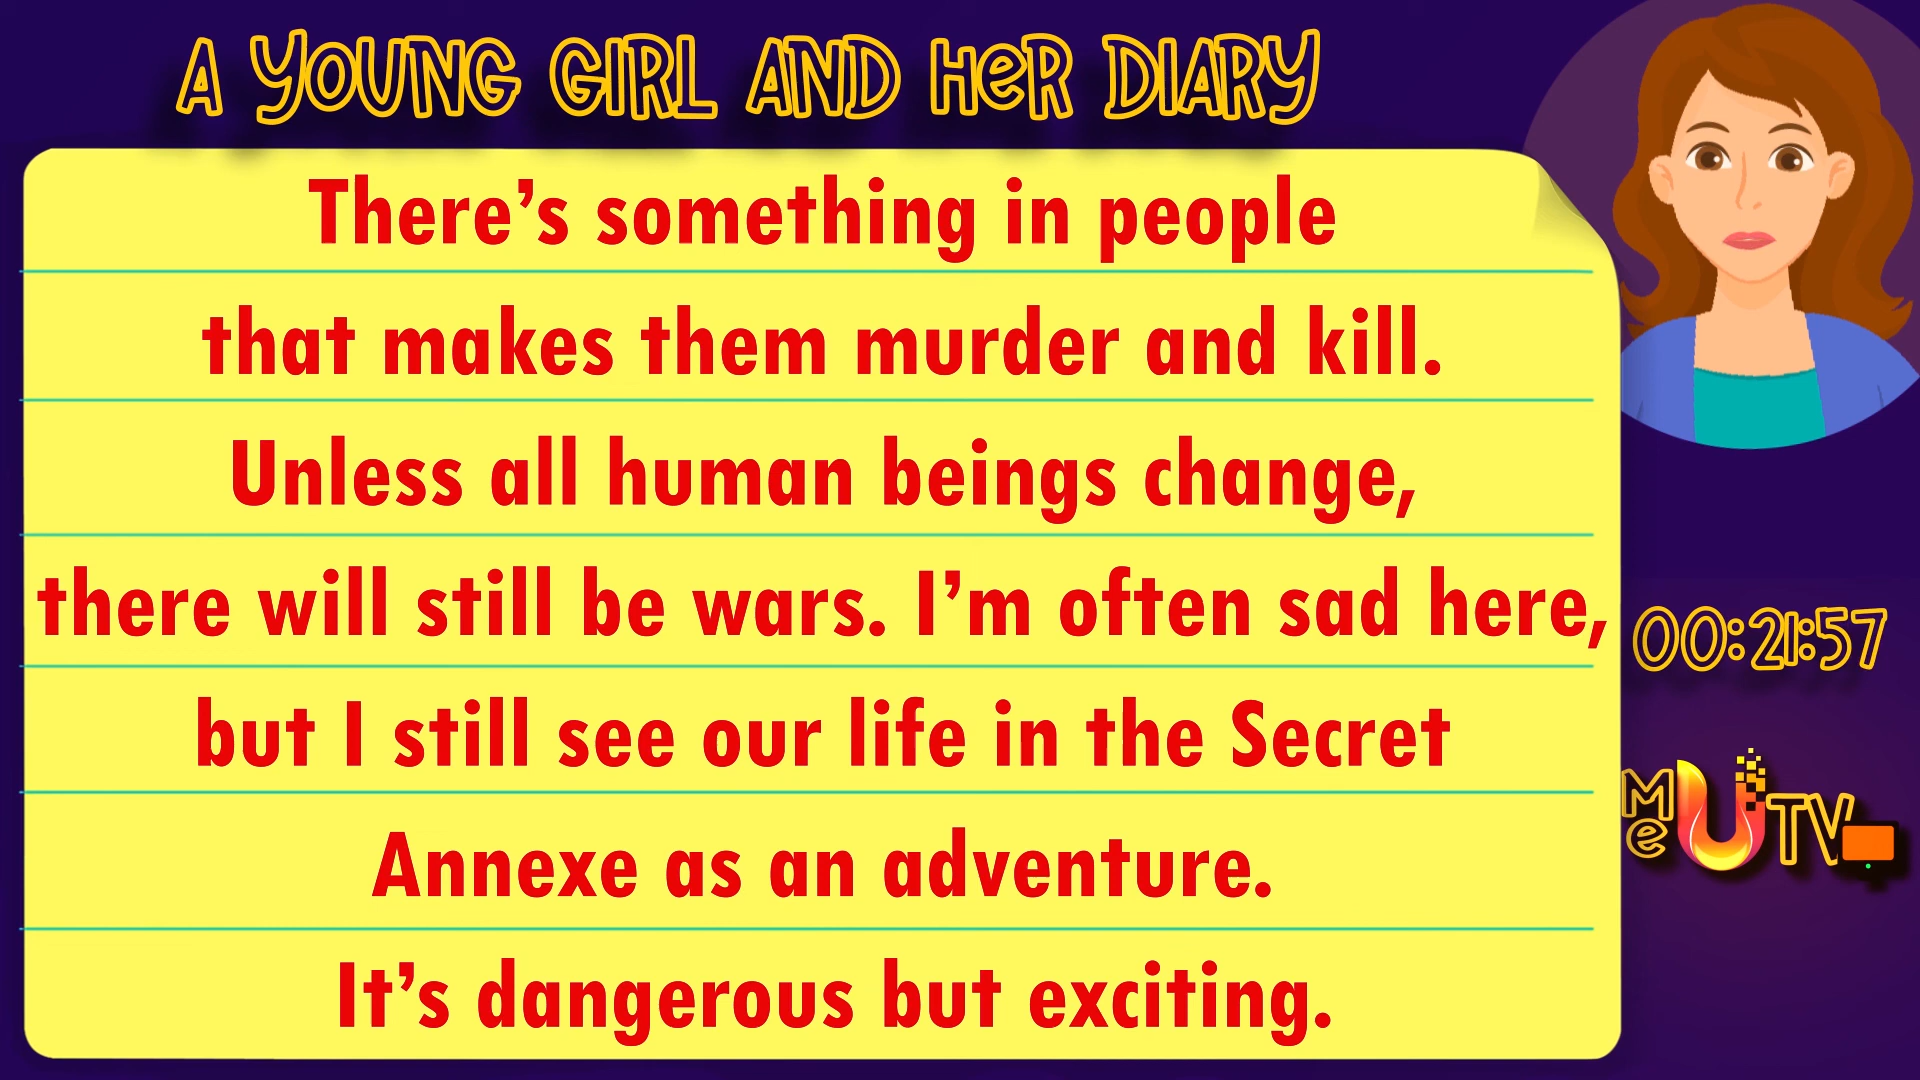 A YOUNG GIRL AND HeR DIARY
There’s something in people
that makes them murder and kill.
Unless all human beings change,
there will still be wars. I’m often sad here,
but I still see our life in the Secret
Annexe as an adventure.
It’s dangerous but exciting.
00:21:57
Me U TV